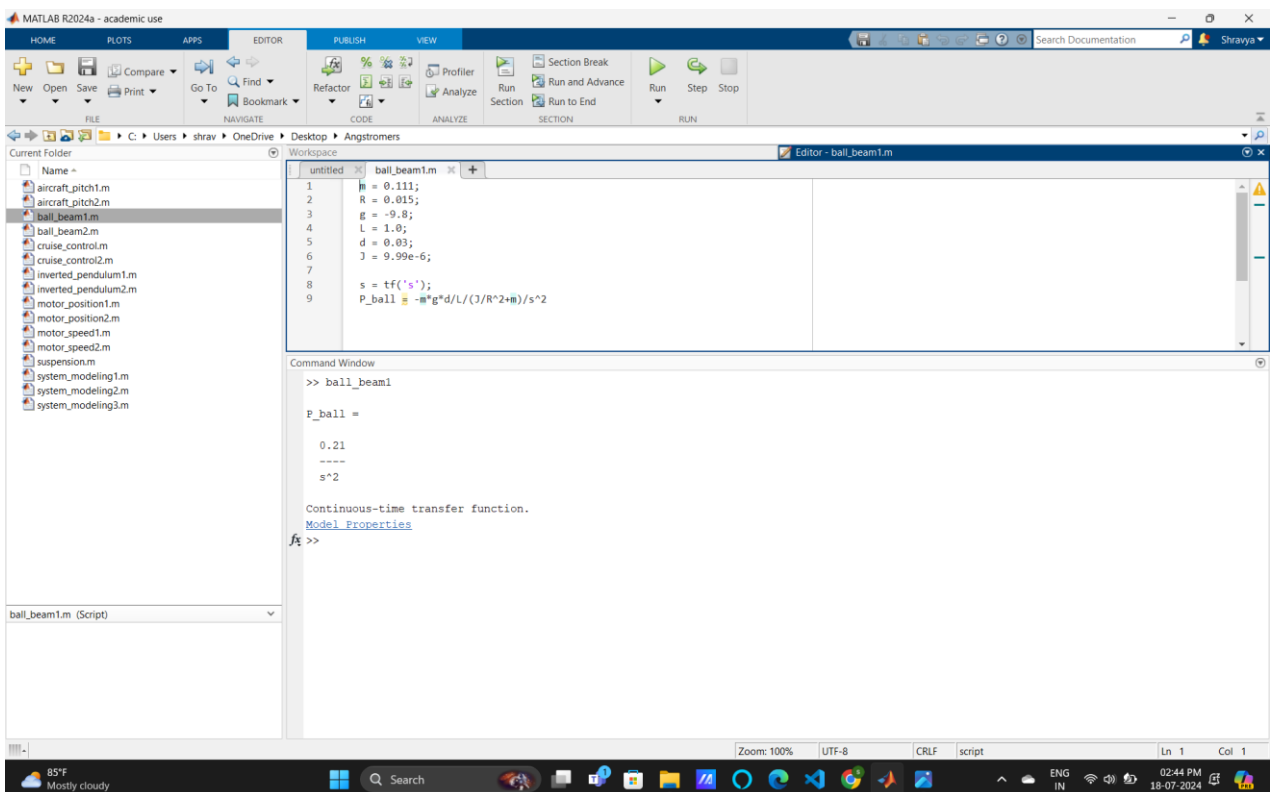 MATLAB R2024a - academic use
HOME PLOTS APPS EDITOR PUBLISH VIEW Search Documentation Shravya
New Open Save Compare Print Go To Find Bookmark Refactor Profiler Analyze Run Section Section Break Run and Advance Run to End Run Step Stop
FILE NAVIGATE CODE ANALYZE SECTION RUN
C: Users shrav OneDrive Desktop Angstromers
Current Folder
Name
aircraft_pitch1.m
aircraft_pitch2.m
ball_beam1.m
ball_beam2.m
cruise_control.m
cruise_control2.m
inverted_pendulum1.m
inverted_pendulum2.m
motor_position1.m
motor_position2.m
motor_speed1.m
motor_speed2.m
suspension.m
system_modeling1.m
system_modeling2.m
system_modeling3.m
ball_beam1.m (Script)
Workspace
Editor - ball_beam1.m
untitled ball_beam1.m +
1 m = 0.111;
2 R = 0.015;
3 g = -9.8;
4 L = 1.0;
5 d = 0.03;
6 J = 9.99e-6;
7
8 s = tf('s');
9 P_ball = -m*g*d/L/(J/R^2+m)/s^2
Command Window
>> ball_beam1
P_ball =
0.21
----
s^2
Continuous-time transfer function.
Model Properties
fx >>
Zoom: 100% UTF-8 CRLF script Ln 1 Col 1
85°F
Mostly cloudy
Search
ENG
IN
02:44 PM
18-07-2024